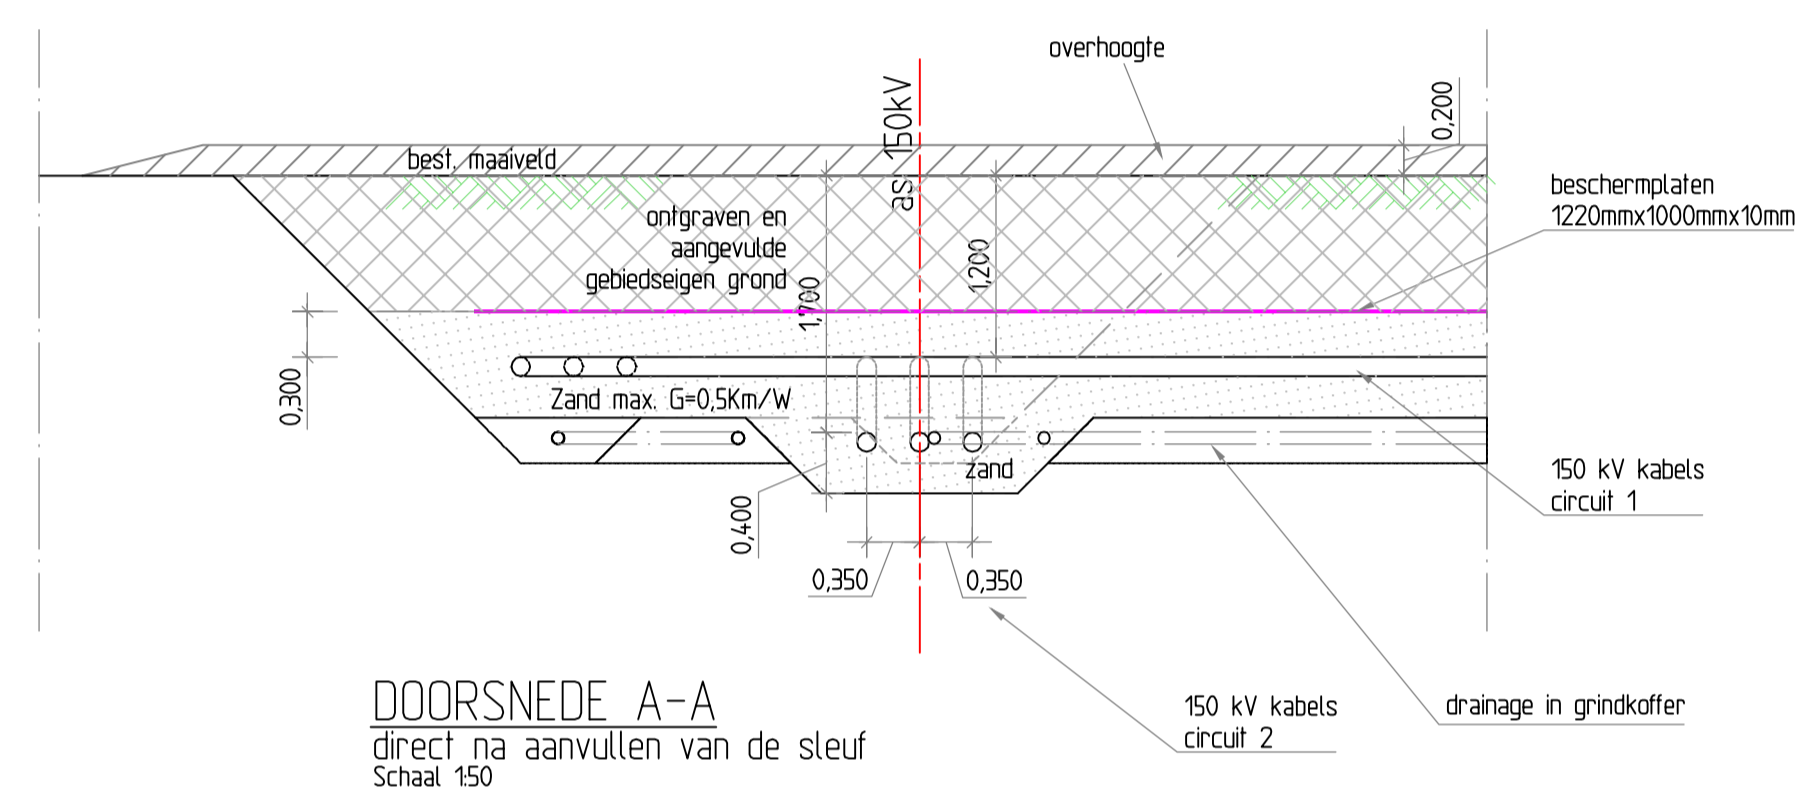 overhoogte
0,200
as 150kV
best. maaiveld
beschermplaten
1220mmx1000mmx10mm
ontgraven en
aangevulde
gebiedseigen grond
1,200
1,700
0,300
Zand max. G=0,5Km/W
zand
150 kV kabels
circuit 1
0,400
0,350
0,350
DOORSNEDE A-A
direct na aanvullen van de sleuf
Schaal 1:50
150 kV kabels
circuit 2
drainage in grindkoffer